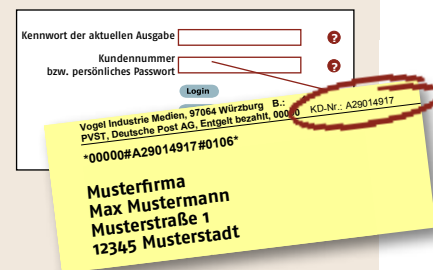 Kennwort der aktuellen Ausgabe
?
Kundennummer
bzw. persönliches Passwort
?
Login
Vogel Industrie Medien, 97064 Würzburg B.:
PVST, Deutsche Post AG, Entgelt bezahlt, 00000
KD-Nr.: A29014917
*00000#A29014917#0106*
Musterfirma
Max Mustermann
Musterstraße 1
12345 Musterstadt